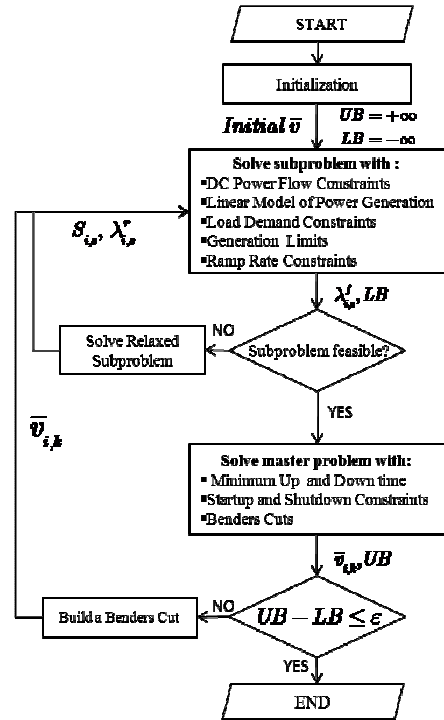 START
Initialization
Initial v̅
UB = +∞
LB = −∞
Solve subproblem with :
▪DC Power Flow Constraints
▪Linear Model of Power Generation
▪Load Demand Constraints
▪Generation Limits
▪Ramp Rate Constraints
S_{i,s}, λ^r_{i,s}
λ^f_{i,s}, LB
Solve Relaxed
Subproblem
NO
Subproblem feasible?
YES
v̅_{i,k}
Solve master problem with:
▪ Minimum Up and Down time
▪Startup and Shutdown Constraints
▪Benders Cuts
v̅_{i,k}, UB
Build a Benders Cut
NO
UB − LB ≤ ε
YES
END